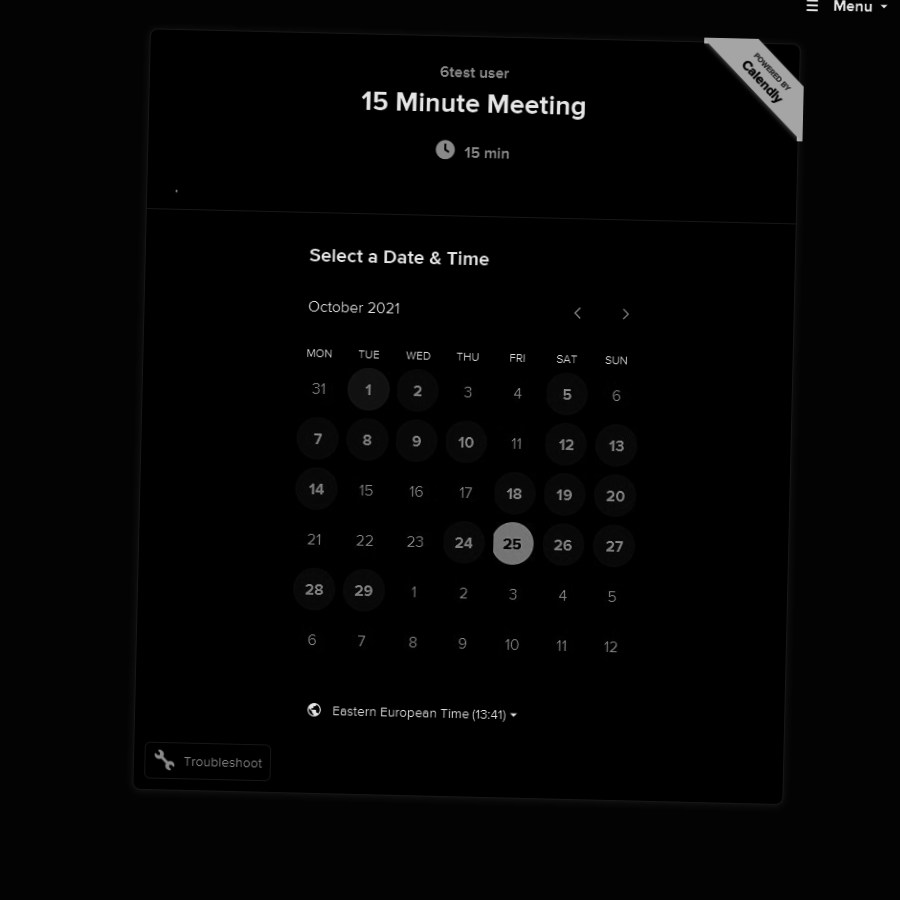 Menu
POWERED BY
Calendly
6test user
15 Minute Meeting
15 min
Select a Date & Time
October 2021
MON TUE WED THU FRI SAT SUN
31 1 2 3 4 5 6
7 8 9 10 11 12 13
14 15 16 17 18 19 20
21 22 23 24 25 26 27
28 29 1 2 3 4 5
6 7 8 9 10 11 12
Eastern European Time (13:41)
Troubleshoot